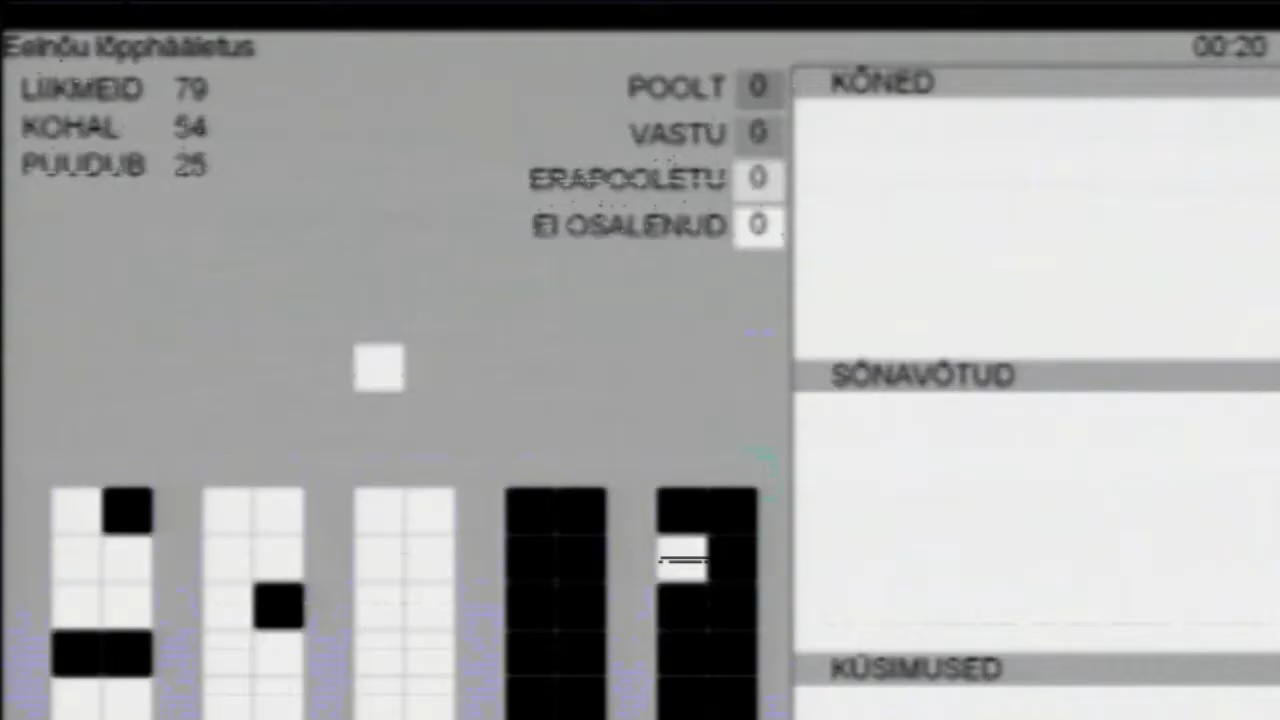 Eelnõu lõpphääletus
00:20
LIIKMEID 79
KOHAL 54
PUUDUB 25
POOLT 0
VASTU 0
ERAPOOLETU 0
EI OSALENUD 0
KÕNED
SÕNAVÕTUD
KÜSIMUSED